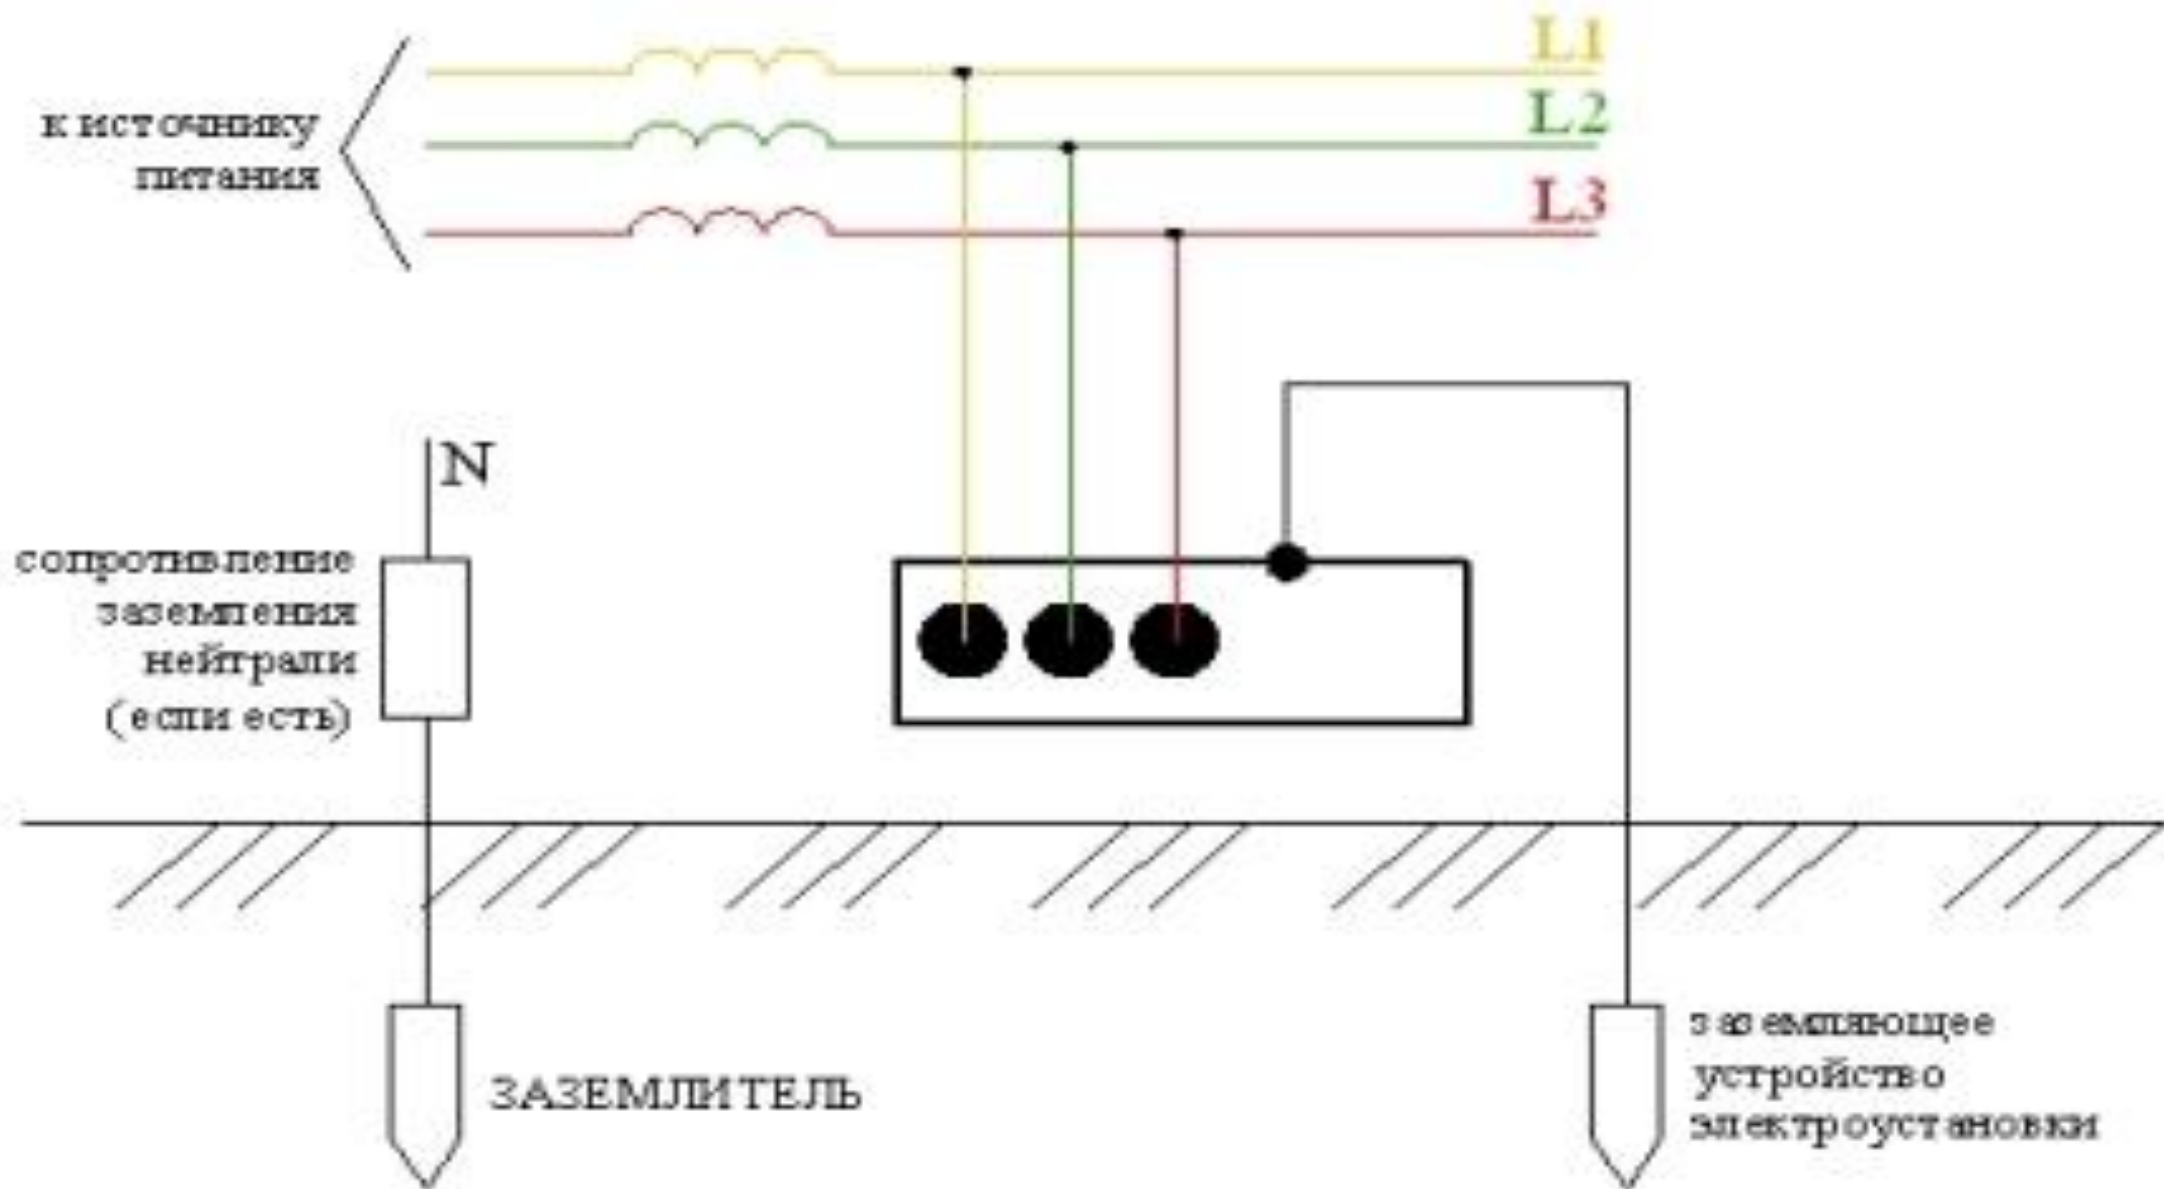 L1
L2
L3
к источнику
питания
N
сопротивление
заземления
нейтрали
(если есть)
ЗАЗЕМЛИТЕЛЬ
заземляющее
устройство
электроустановки